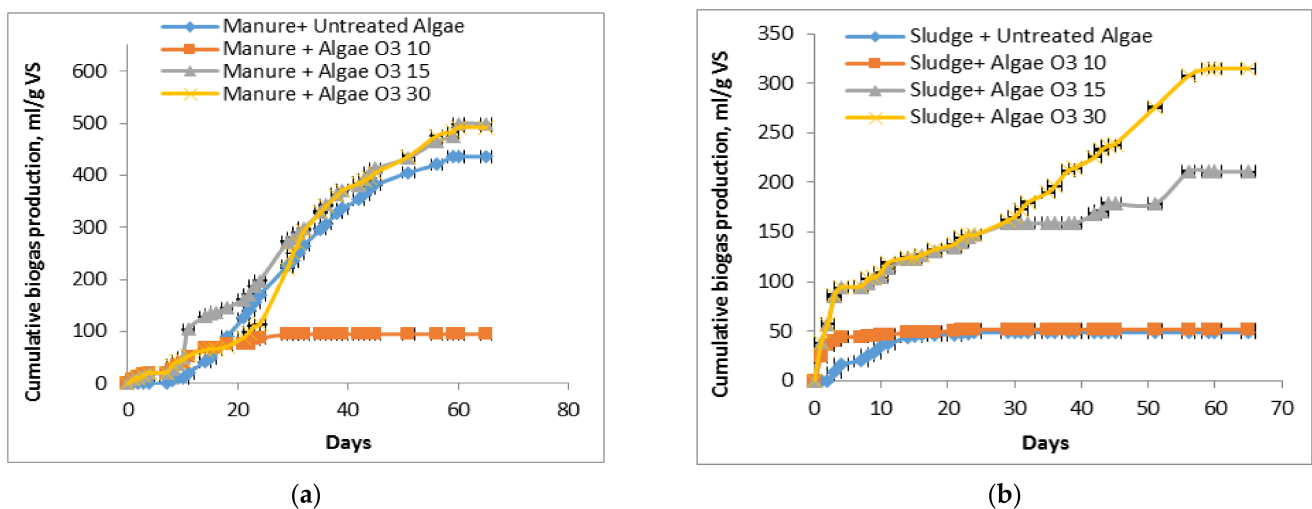 Manure+ Untreated Algae
Manure + Algae O3 10
Manure + Algae O3 15
Manure + Algae O3 30
Cumulative biogas production, ml/g VS
600
500
400
300
200
100
0
0
20
40
60
80
Days
(a)
Sludge + Untreated Algae
Sludge+ Algae O3 10
Sludge+ Algae O3 15
Sludge+ Algae O3 30
Cumulative biogas production, ml/g VS
350
300
250
200
150
100
50
0
0
10
20
30
40
50
60
70
Days
(b)